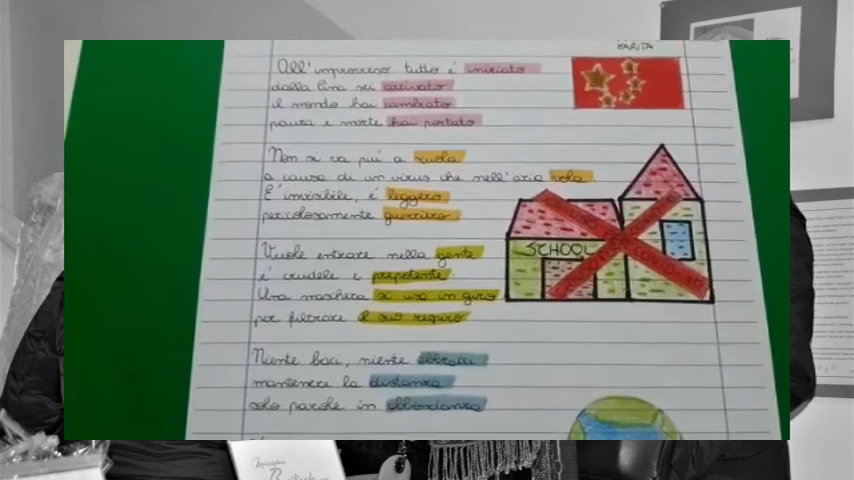 MARITA
All'improvviso tutto è iniziato
dalla Cina sei arrivato
il mondo hai cambiato
paura e morte hai portato
Non si va più a scuola
a causa di un virus che nell'aria vola
E' invisibile, è leggero
pericolosamente guerriero
SCHOOL
Vuole entrare nella gente
è crudele e prepotente
Una maschera si usa in giro
per filtrare il suo respiro
Niente baci, niente abbracci
mantenere la distanza
solo parole in abbondanza